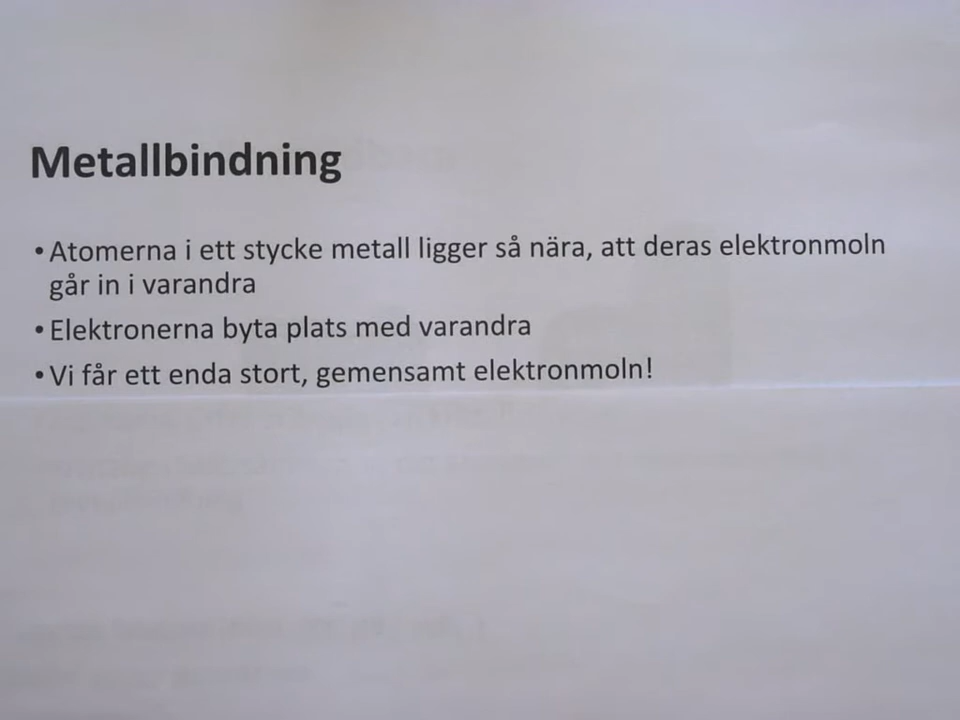 Metallbindning
• Atomerna i ett stycke metall ligger så nära, att deras elektronmoln
går in i varandra
• Elektronerna byta plats med varandra
• Vi får ett enda stort, gemensamt elektronmoln!